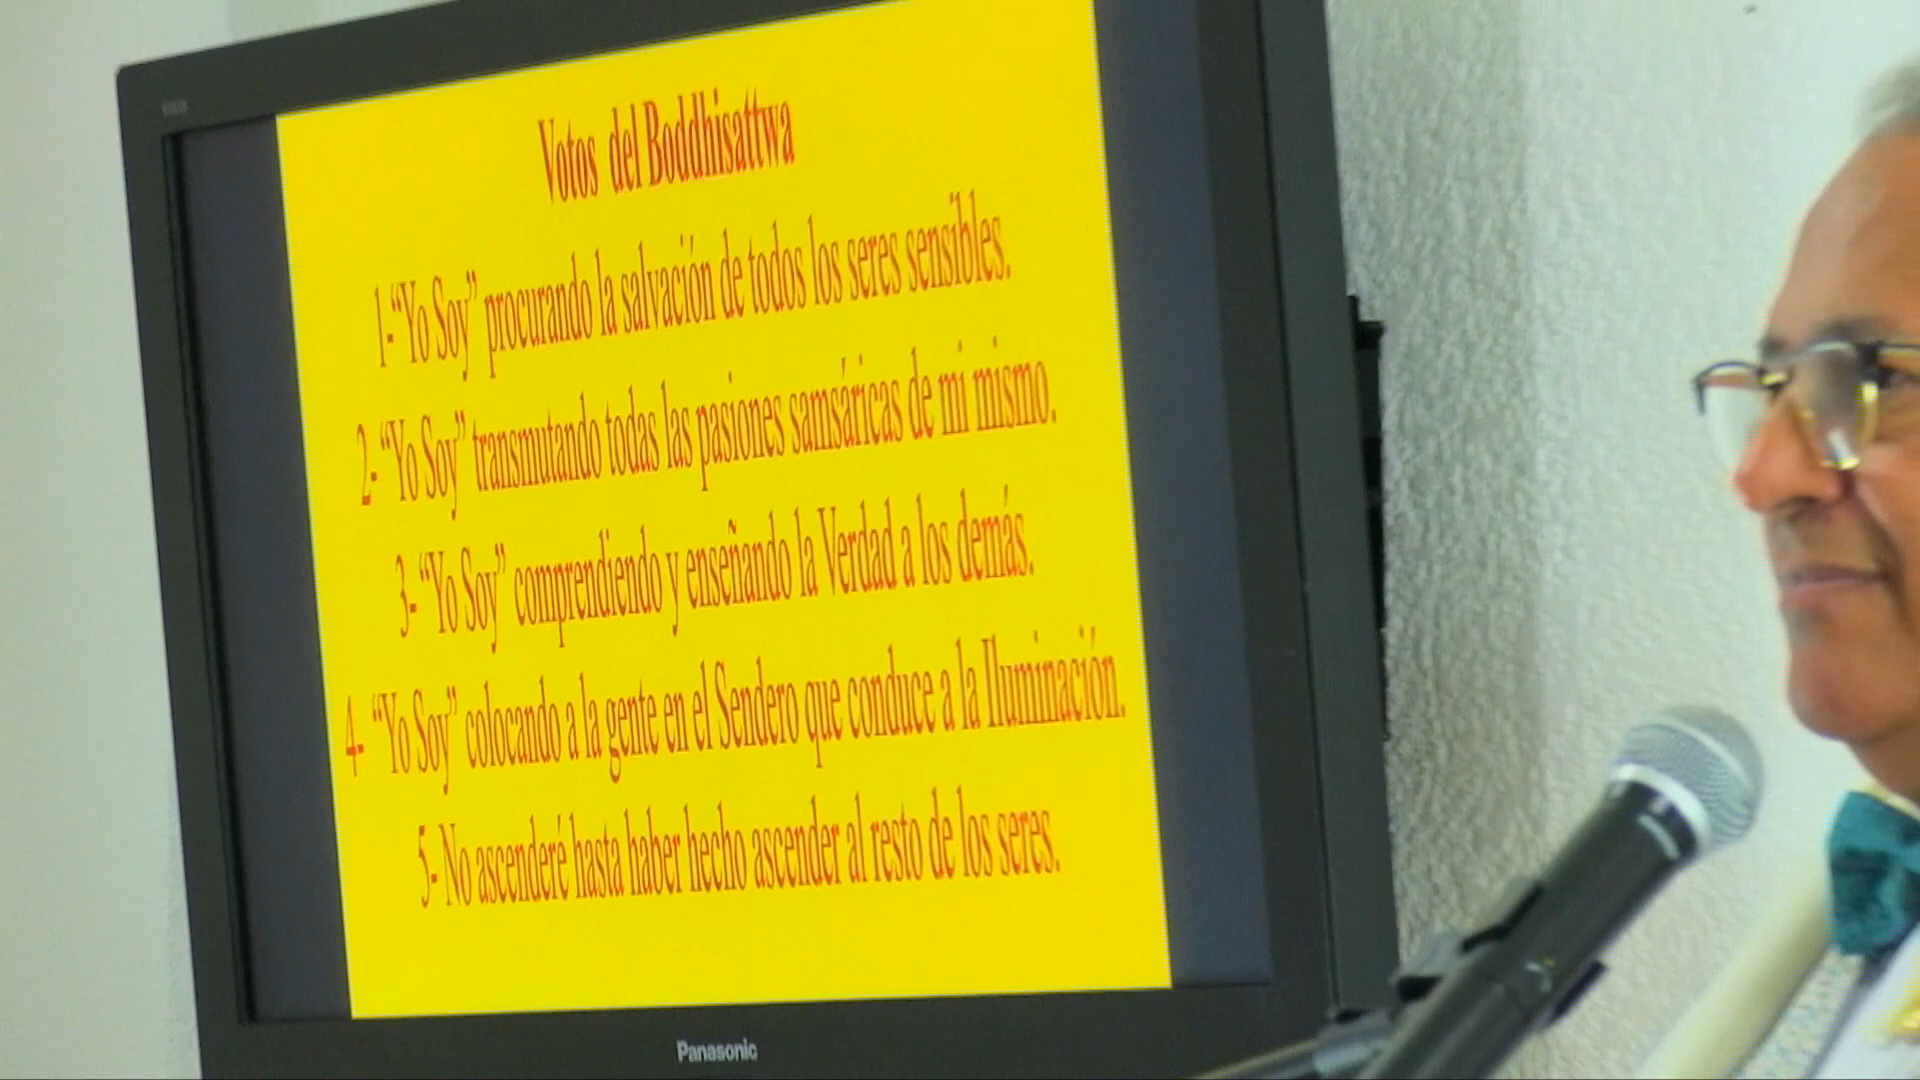 Votos del Boddhisattwa
1-“Yo Soy” procurando la salvación de todos los seres sensibles.
2- “Yo Soy” transmutando todas las pasiones samsáricas de mi mismo.
3- “Yo Soy” comprendiendo y enseñando la Verdad a los demás.
4- “Yo Soy” colocando a la gente en el Sendero que conduce a la Iluminación.
5- No ascenderé hasta haber hecho ascender al resto de los seres.
Panasonic